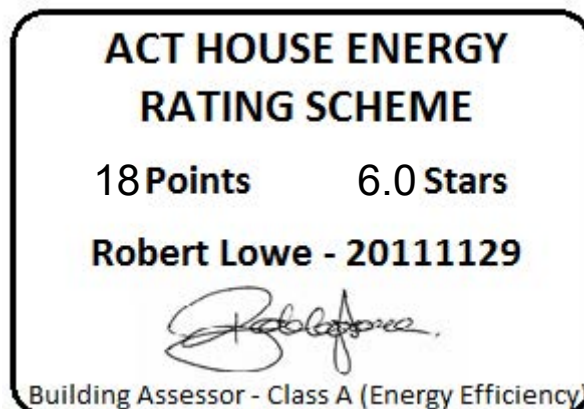 ACT HOUSE ENERGY
RATING SCHEME
18 Points 6.0 Stars
Robert Lowe - 20111129
Building Assessor - Class A (Energy Efficiency)